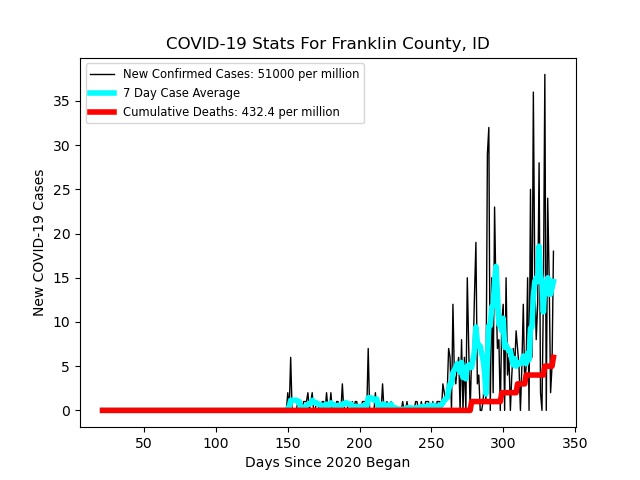 COVID-19 Stats For Franklin County, ID
New Confirmed Cases: 51000 per million
7 Day Case Average
Cumulative Deaths: 432.4 per million
New COVID-19 Cases
35
30
25
20
15
10
5
0
50 100 150 200 250 300 350
Days Since 2020 Began